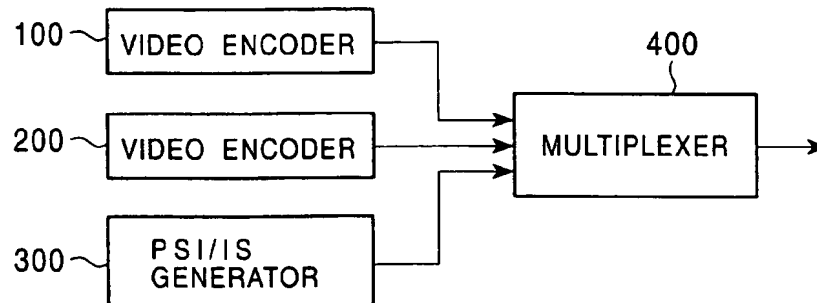 100
VIDEO ENCODER
400
200
VIDEO ENCODER
MULTIPLEXER
300
PSI/IS
GENERATOR